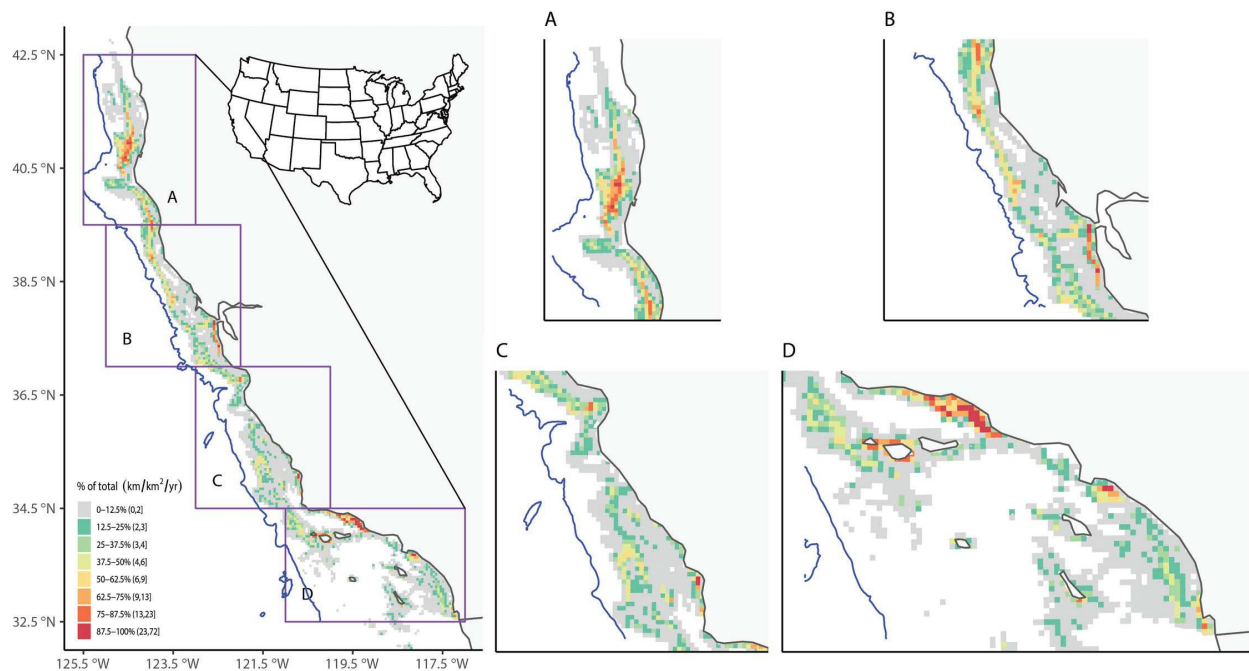 A
B
42.5 °N
40.5 °N
38.5 °N
36.5 °N
34.5 °N
32.5 °N
A
B
C
D
C
D
% of total (km/km²/yr)
0–12.5% (0,2]
12.5–25% (2,3]
25–37.5% (3,4]
37.5–50% (4,6]
50–62.5% (6,9]
62.5–75% (9,13]
75–87.5% (13,23]
87.5–100% (23,72]
125.5 °W 123.5 °W 121.5 °W 119.5 °W 117.5 °W